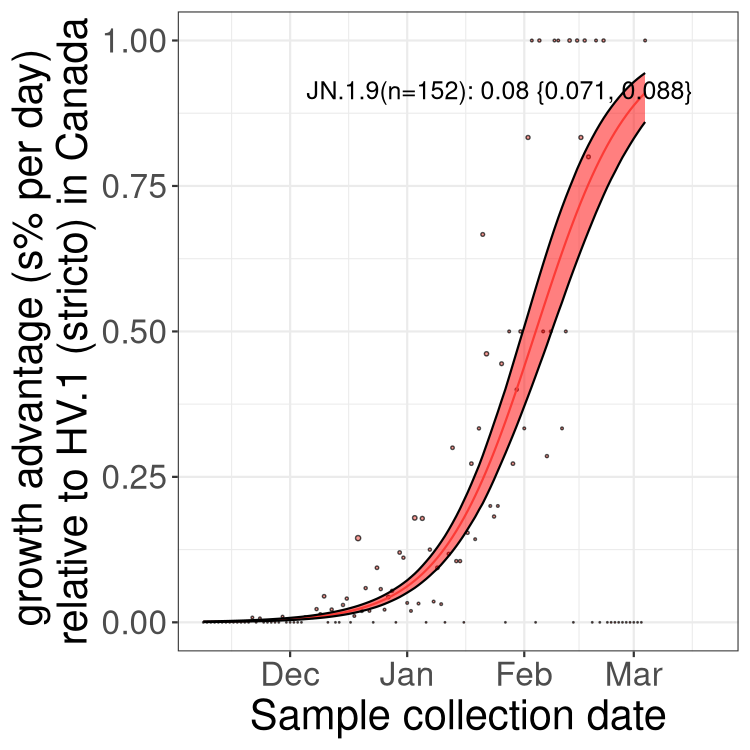 growth advantage (s% per day)
relative to HV.1 (stricto) in Canada
1.00
0.75
0.50
0.25
0.00
JN.1.9(n=152): 0.08 {0.071, 0.088}
Dec Jan Feb Mar
Sample collection date